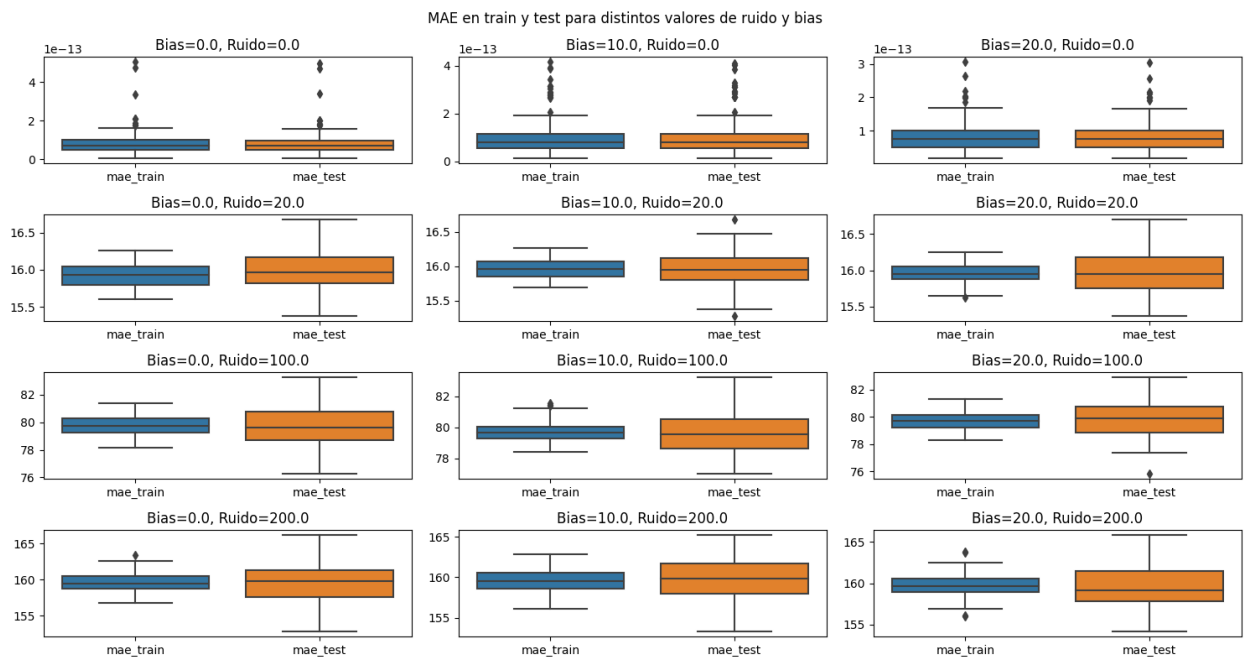 MAE en train y test para distintos valores de ruido y bias
Bias=0.0, Ruido=0.0
1e−13
4
2
0
mae_train mae_test
Bias=10.0, Ruido=0.0
1e−13
4
2
0
mae_train mae_test
Bias=20.0, Ruido=0.0
1e−13
3
2
1
mae_train mae_test
Bias=0.0, Ruido=20.0
16.5
16.0
15.5
mae_train mae_test
Bias=10.0, Ruido=20.0
16.5
16.0
15.5
mae_train mae_test
Bias=20.0, Ruido=20.0
16.5
16.0
15.5
mae_train mae_test
Bias=0.0, Ruido=100.0
82
80
78
76
mae_train mae_test
Bias=10.0, Ruido=100.0
82
80
78
mae_train mae_test
Bias=20.0, Ruido=100.0
82
80
78
76
mae_train mae_test
Bias=0.0, Ruido=200.0
165
160
155
mae_train mae_test
Bias=10.0, Ruido=200.0
165
160
155
mae_train mae_test
Bias=20.0, Ruido=200.0
165
160
155
mae_train mae_test